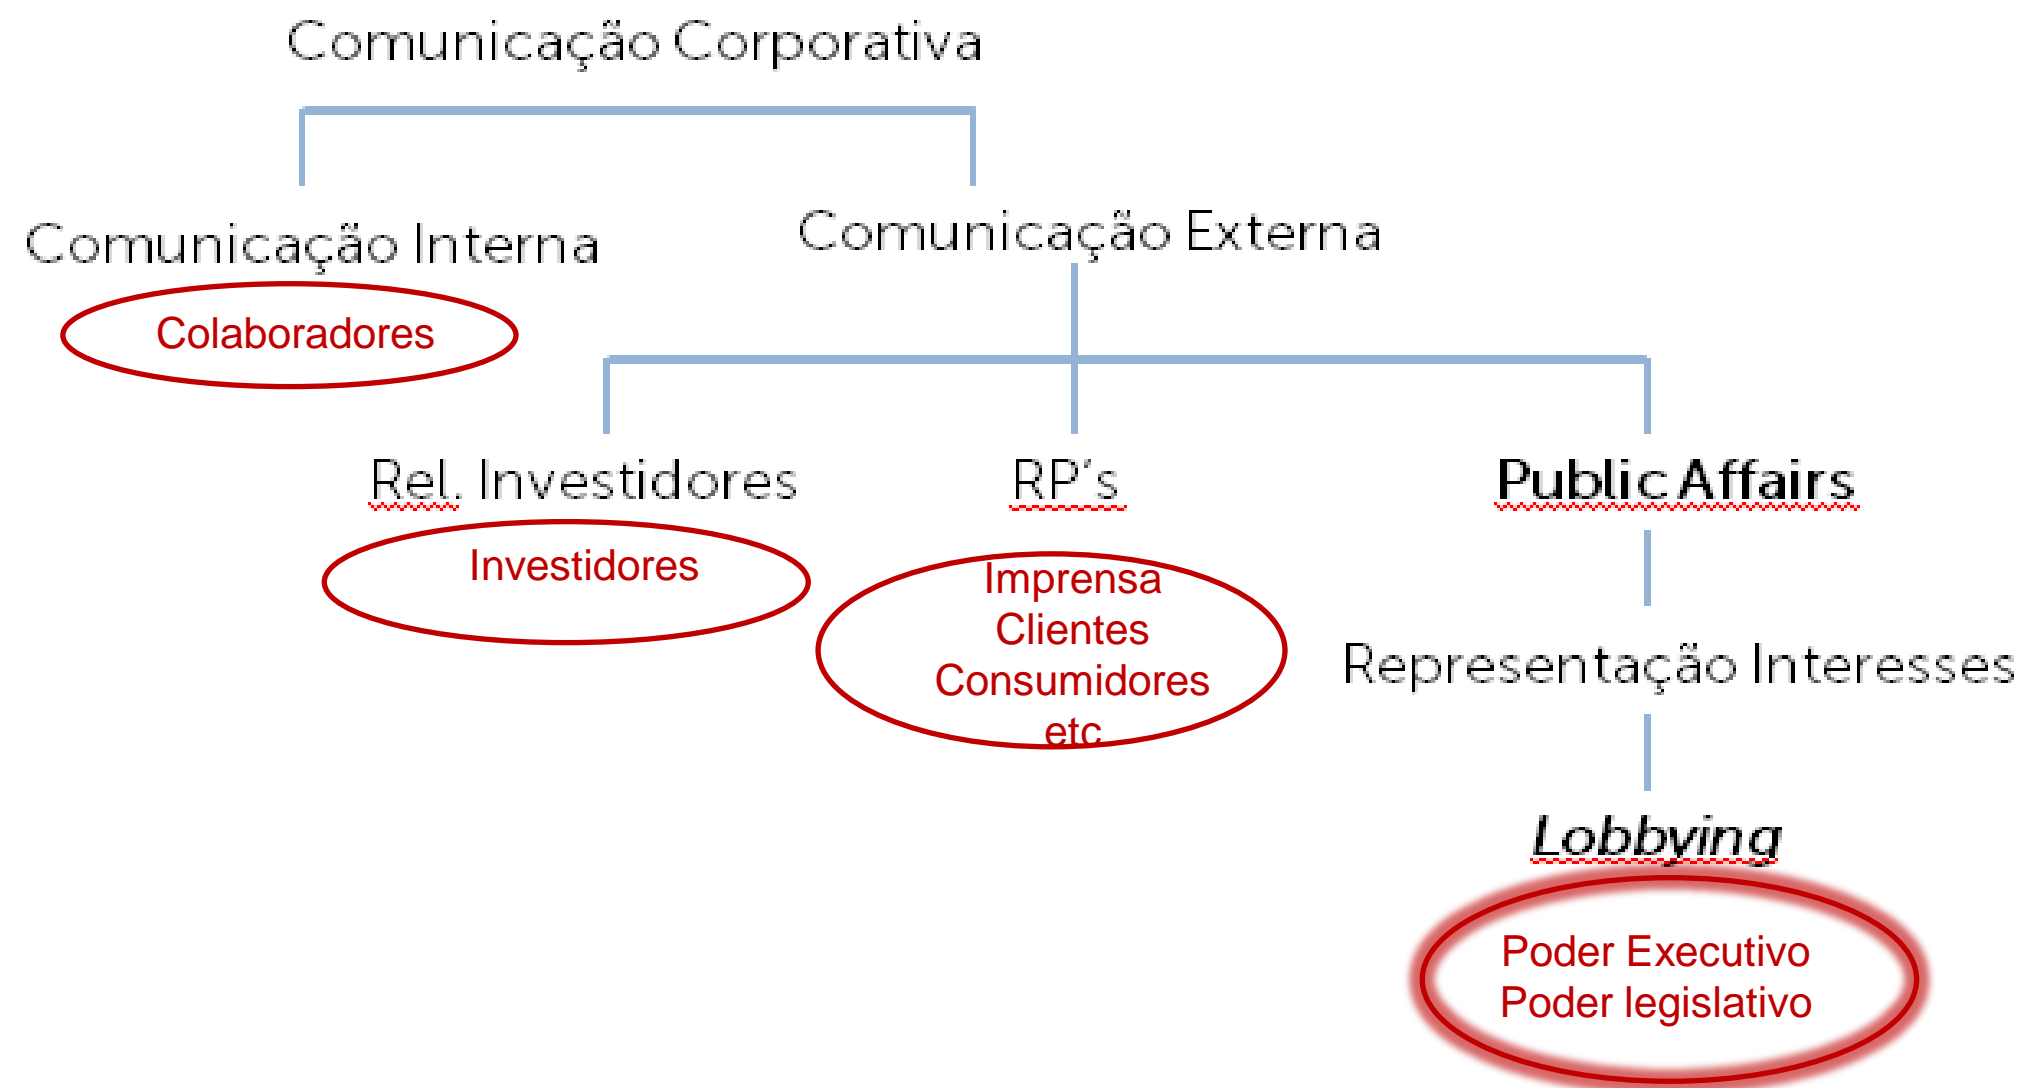 Comunicação Corporativa
Comunicação Interna
Comunicação Externa
Colaboradores
Rel. Investidores
RP's
Public Affairs
Investidores
Imprensa
Clientes
Consumidores
etc
Representação Interesses
Lobbying
Poder Executivo
Poder legislativo